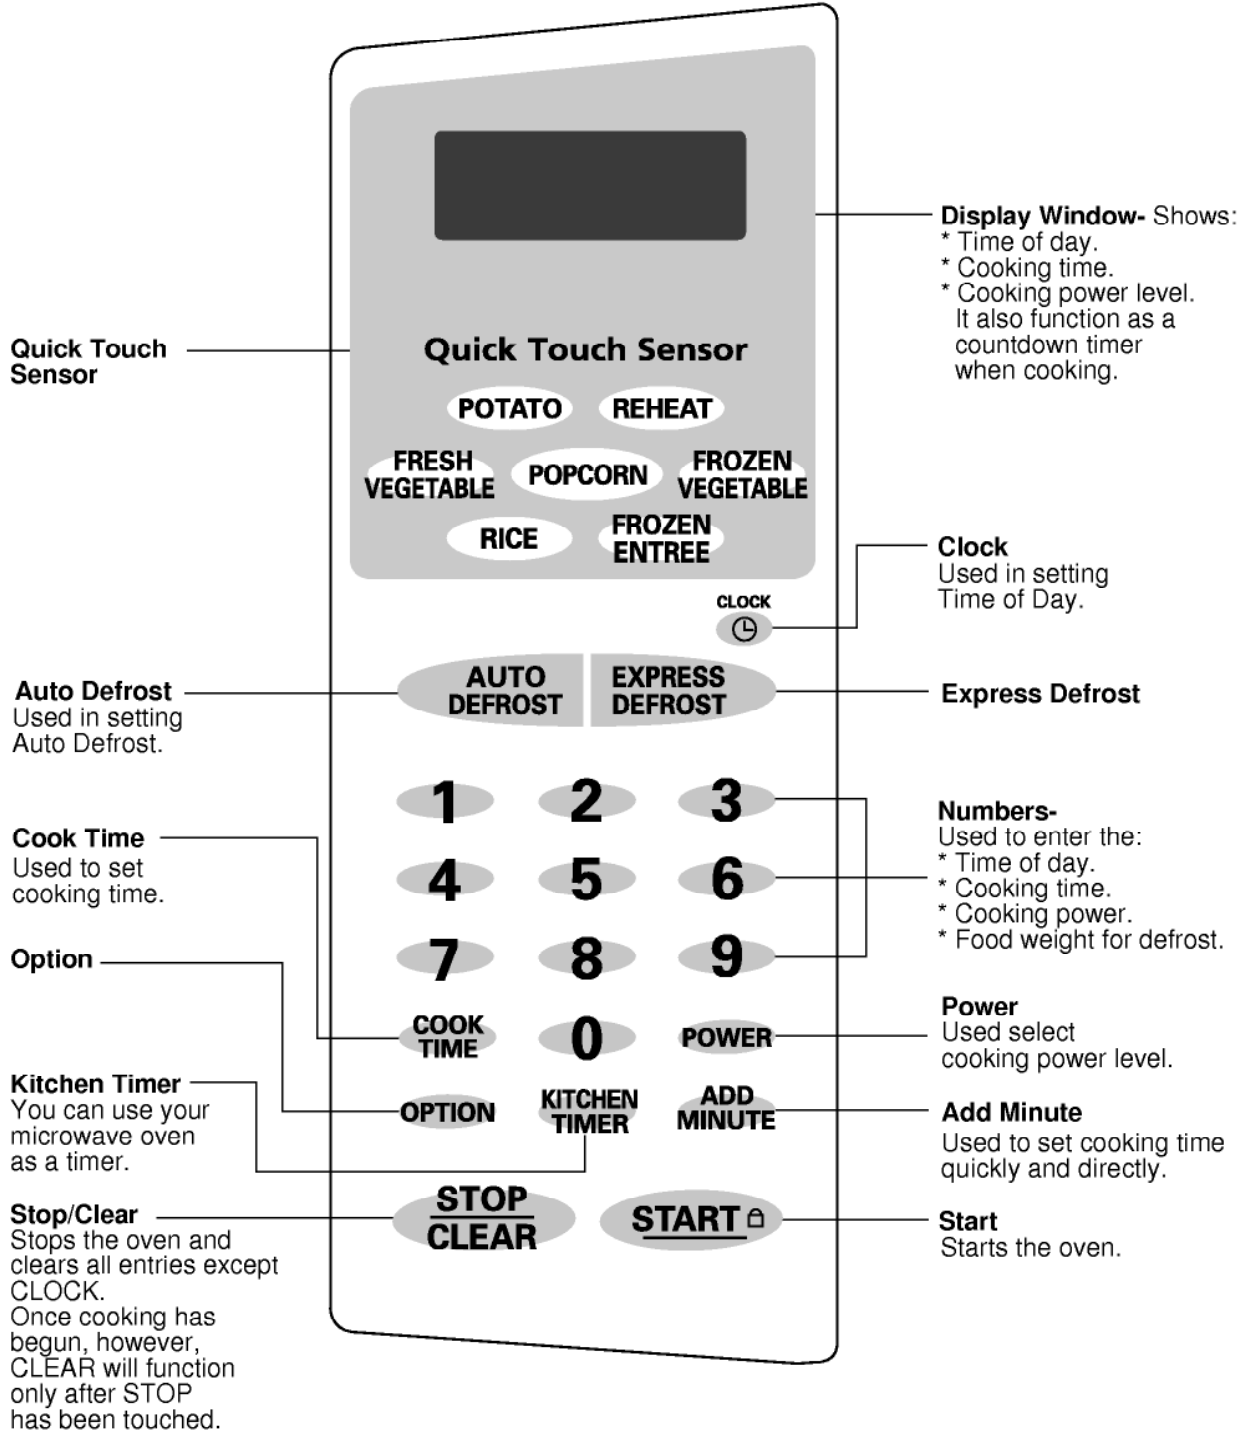 Display Window- Shows:
* Time of day.
* Cooking time.
* Cooking power level.
It also function as a
countdown timer
when cooking.
Quick Touch
Sensor
Quick Touch Sensor
POTATO
REHEAT
FRESH
VEGETABLE
POPCORN
FROZEN
VEGETABLE
RICE
FROZEN
ENTREE
Clock
Used in setting
Time of Day.
CLOCK
Auto Defrost
Used in setting
Auto Defrost.
AUTO
DEFROST
EXPRESS
DEFROST
Express Defrost
1 2 3
4 5 6
7 8 9
Numbers-
Used to enter the:
* Time of day.
* Cooking time.
* Cooking power.
* Food weight for defrost.
Cook Time
Used to set
cooking time.
Option
COOK
TIME
0
POWER
Power
Used select
cooking power level.
Kitchen Timer
You can use your
microwave oven
as a timer.
OPTION
KITCHEN
TIMER
ADD
MINUTE
Add Minute
Used to set cooking time
quickly and directly.
Stop/Clear
Stops the oven and
clears all entries except
CLOCK.
Once cooking has
begun, however,
CLEAR will function
only after STOP
has been touched.
STOP
CLEAR
START
Start
Starts the oven.